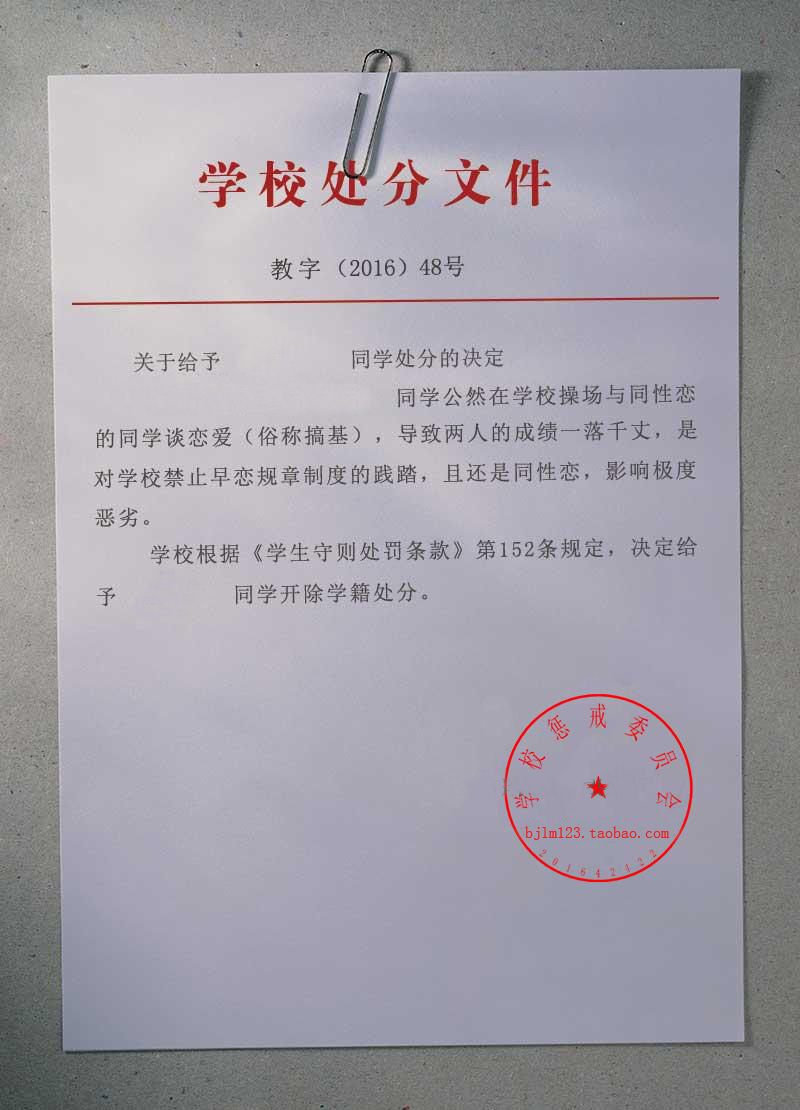 学校处分文件
教字（2016）48号
关于给予 同学处分的决定
同学公然在学校操场与同性恋
的同学谈恋爱（俗称搞基），导致两人的成绩一落千丈，是
对学校禁止早恋规章制度的践踏，且还是同性恋，影响极度
恶劣。
学校根据《学生守则处罚条款》第152条规定，决定给
予 同学开除学籍处分。
学校惩戒委员会
bjlm123.taobao.com
201642122